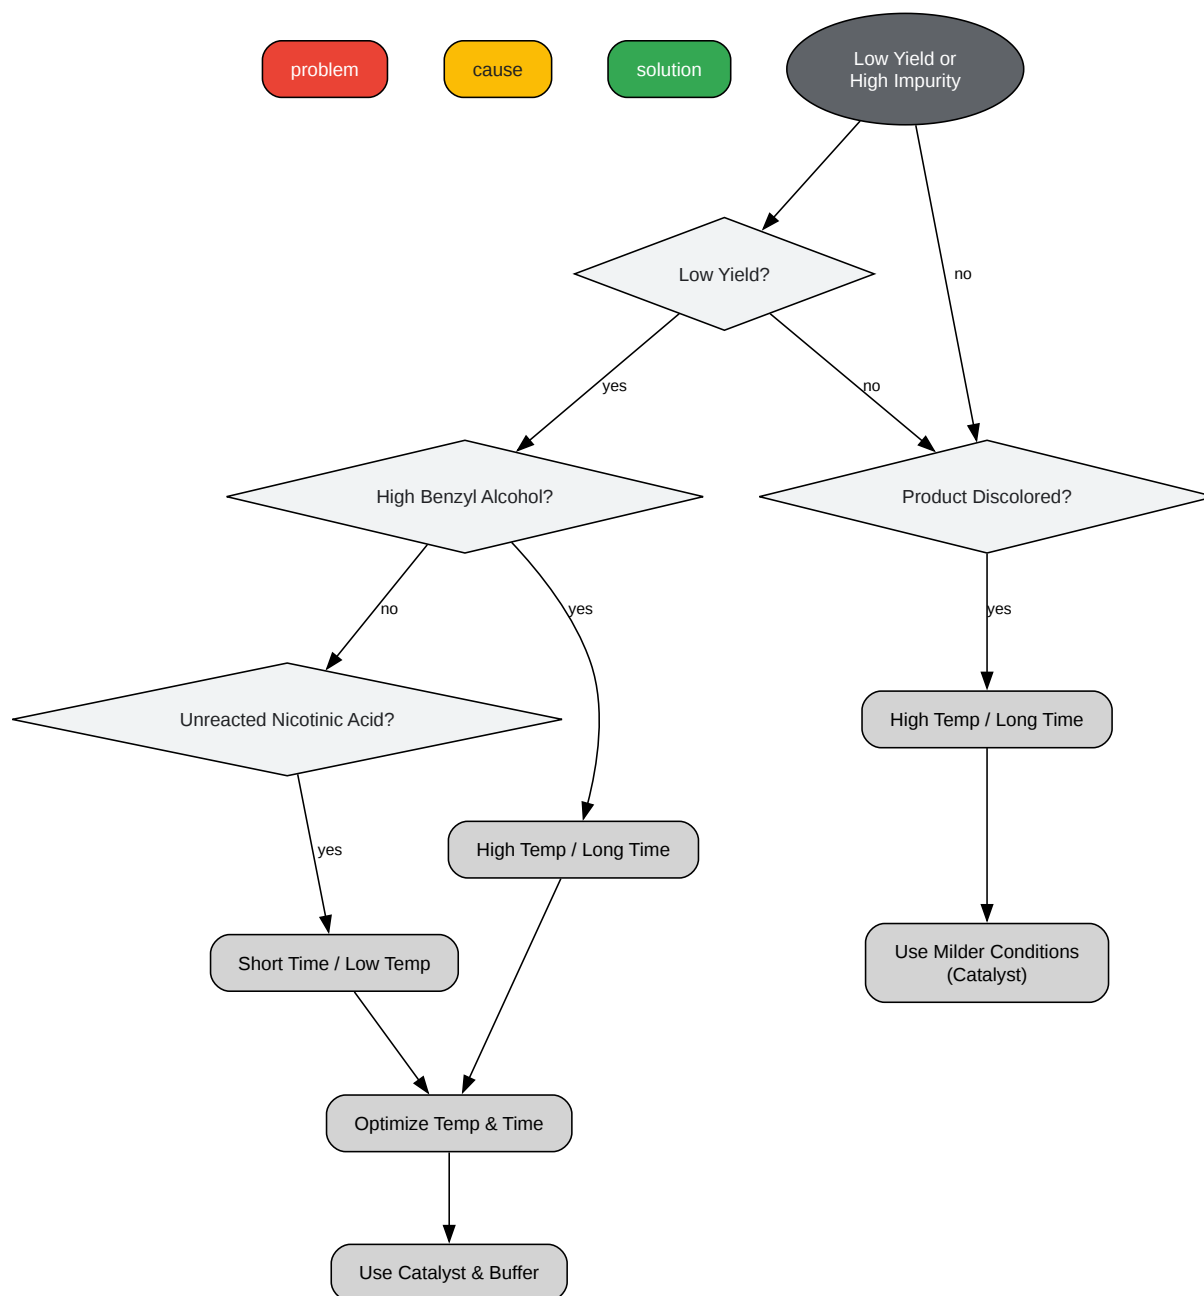 problem
cause
solution
Low Yield or
High Impurity
Low Yield?
no
yes
no
High Benzyl Alcohol?
Product Discolored?
no
yes
yes
Unreacted Nicotinic Acid?
High Temp / Long Time
yes
High Temp / Long Time
Short Time / Low Temp
Use Milder Conditions
(Catalyst)
Optimize Temp & Time
Use Catalyst & Buffer